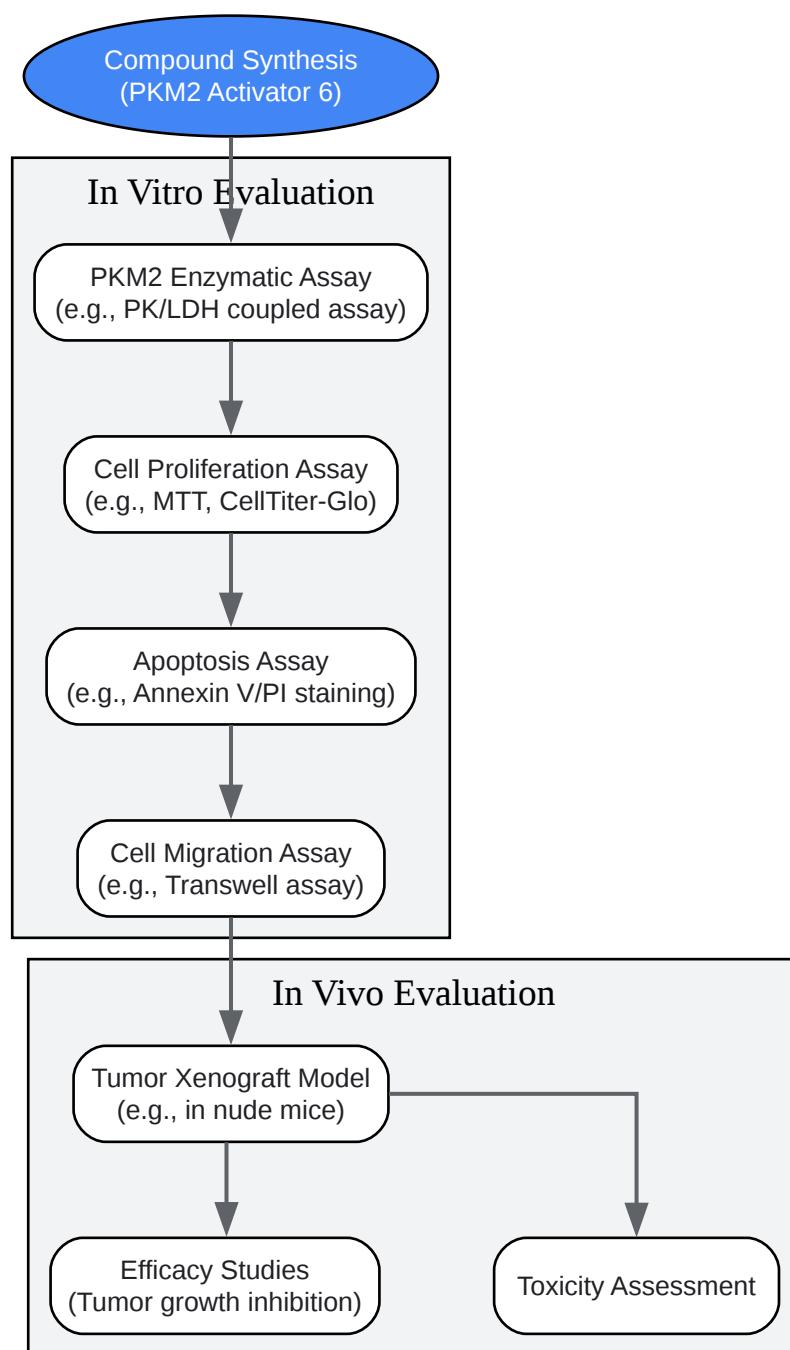 Compound Synthesis
(PKM2 Activator 6)
In Vitro Evaluation
PKM2 Enzymatic Assay
(e.g., PK/LDH coupled assay)
Cell Proliferation Assay
(e.g., MTT, CellTiter-Glo)
Apoptosis Assay
(e.g., Annexin V/PI staining)
Cell Migration Assay
(e.g., Transwell assay)
In Vivo Evaluation
Tumor Xenograft Model
(e.g., in nude mice)
Efficacy Studies
(Tumor growth inhibition)
Toxicity Assessment